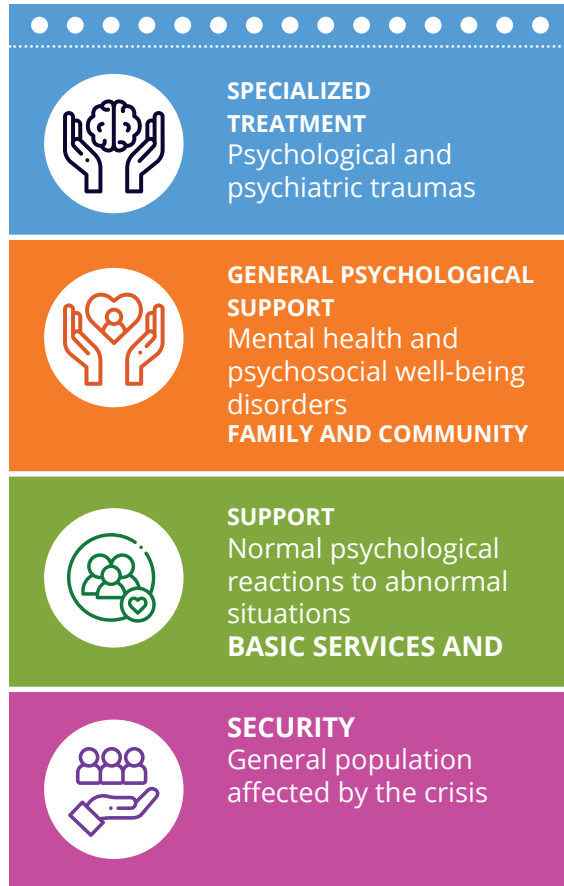 SPECIALIZED
TREATMENT
Psychological and
psychiatric traumas
GENERAL PSYCHOLOGICAL
SUPPORT
Mental health and
psychosocial well-being
disorders
FAMILY AND COMMUNITY
SUPPORT
Normal psychological
reactions to abnormal
situations
BASIC SERVICES AND
SECURITY
General population
affected by the crisis